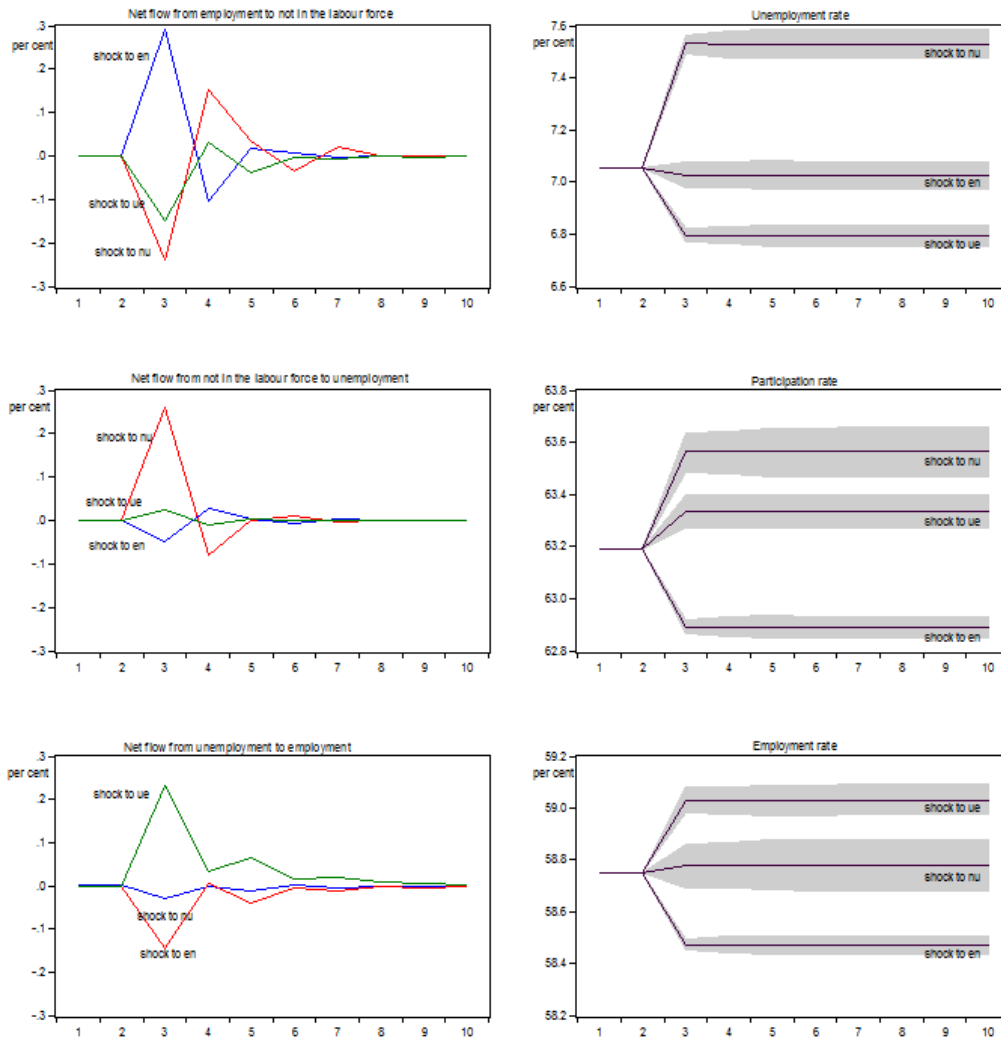 Net flow from employment to not in the labour force
per cent
.3
.2
.1
.0
-.1
-.2
-.3
shock to en
shock to ue
shock to nu
1 2 3 4 5 6 7 8 9 10
Unemployment rate
per cent
7.6
7.4
7.2
7.0
6.8
6.6
shock to nu
shock to en
shock to ue
1 2 3 4 5 6 7 8 9 10
Net flow from not in the labour force to unemployment
per cent
.3
.2
.1
.0
-.1
-.2
-.3
shock to nu
shock to ue
shock to en
1 2 3 4 5 6 7 8 9 10
Participation rate
per cent
63.8
63.6
63.4
63.2
63.0
62.8
shock to nu
shock to ue
shock to en
1 2 3 4 5 6 7 8 9 10
Net flow from unemployment to employment
per cent
.3
.2
.1
.0
-.1
-.2
-.3
shock to ue
shock to nu
shock to en
1 2 3 4 5 6 7 8 9 10
Employment rate
per cent
59.2
59.0
58.8
58.6
58.4
58.2
shock to ue
shock to nu
shock to en
1 2 3 4 5 6 7 8 9 10